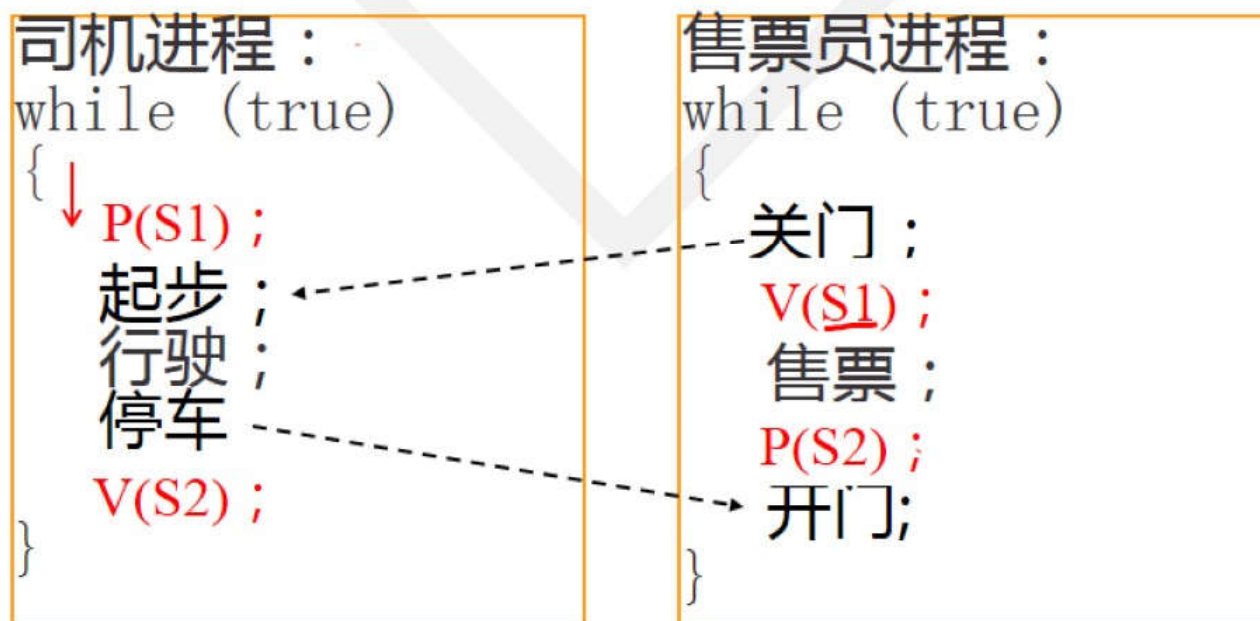 司机进程：
while (true)
{
P(S1)；
起步；
行驶；
停车
V(S2)；
}
售票员进程：
while (true)
{
关门；
V(S1)；
售票；
P(S2)；
开门;
}